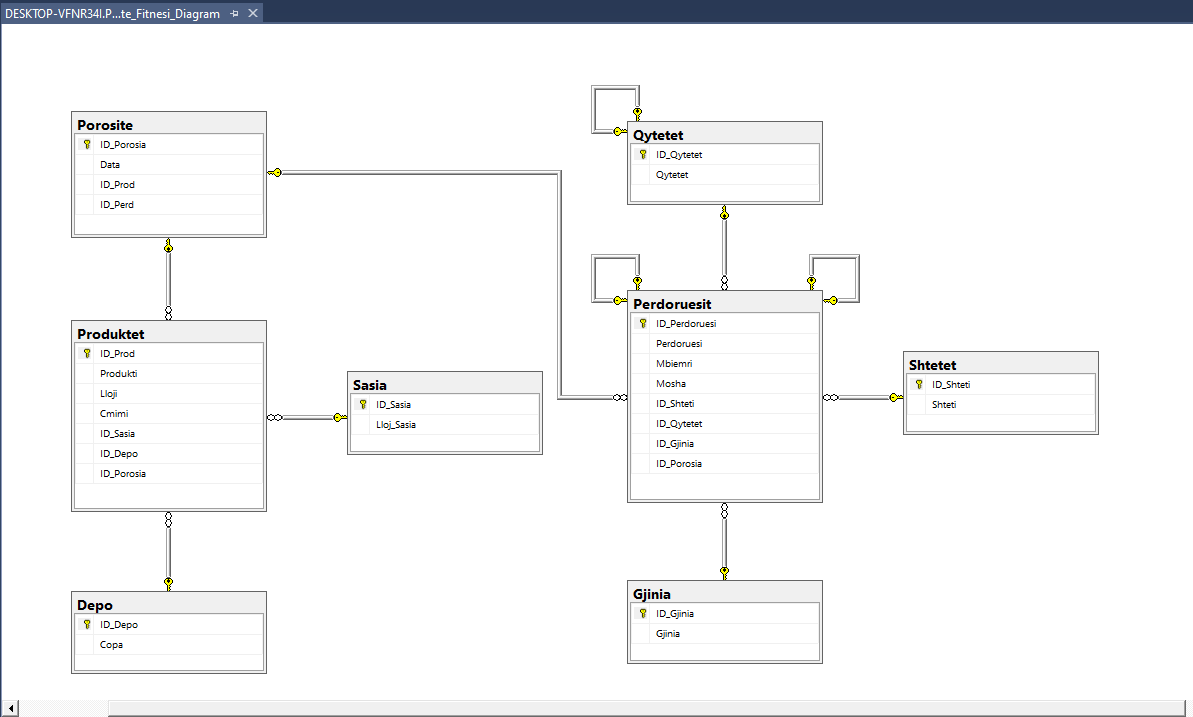 DESKTOP-VFNR34I.P...te_Fitnesi_Diagram
Porosite
ID_Porosia
Data
ID_Prod
ID_Perd
Qytetet
ID_Qytetet
Qytetet
Produktet
ID_Prod
Produkti
Lloji
Cmimi
ID_Sasia
ID_Depo
ID_Porosia
Sasia
ID_Sasia
Lloj_Sasia
Perdoruesit
ID_Perdoruesi
Perdoruesi
Mbiemri
Mosha
ID_Shteti
ID_Qytetet
ID_Gjinia
ID_Porosia
Shtetet
ID_Shteti
Shteti
Depo
ID_Depo
Copa
Gjinia
ID_Gjinia
Gjinia